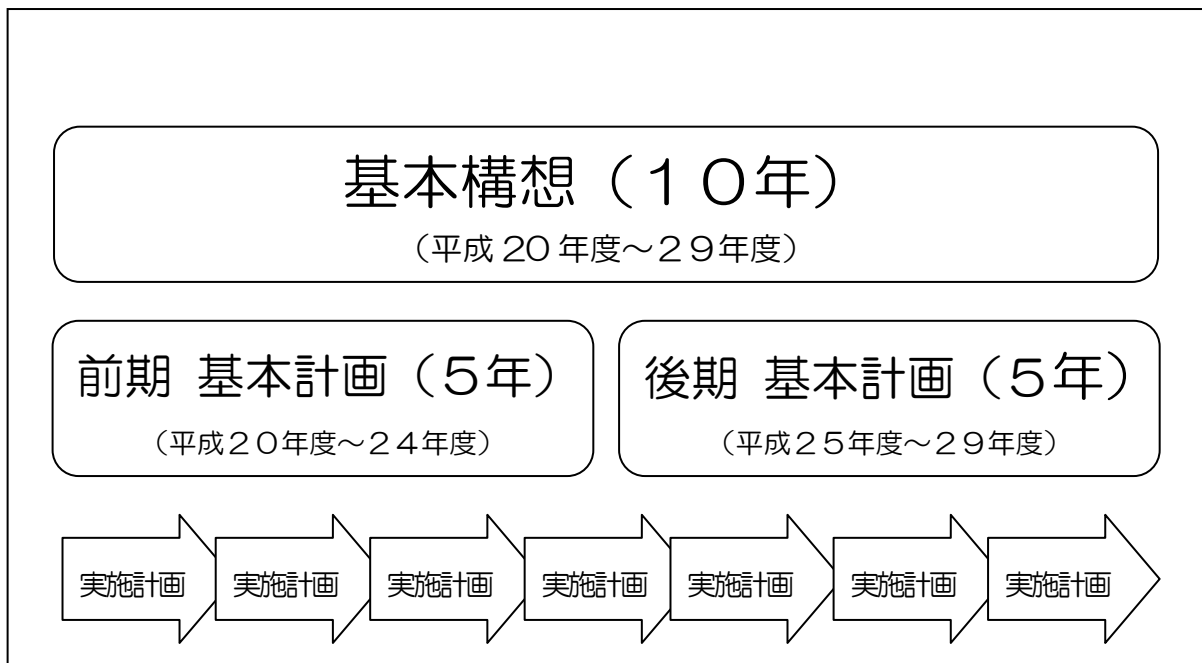 基本構想（１０年）
（平成20年度～２９年度）
前期 基本計画（５年）
（平成２０年度～２４年度）
後期 基本計画（５年）
（平成２５年度～２９年度）
実施計画
実施計画
実施計画
実施計画
実施計画
実施計画
実施計画